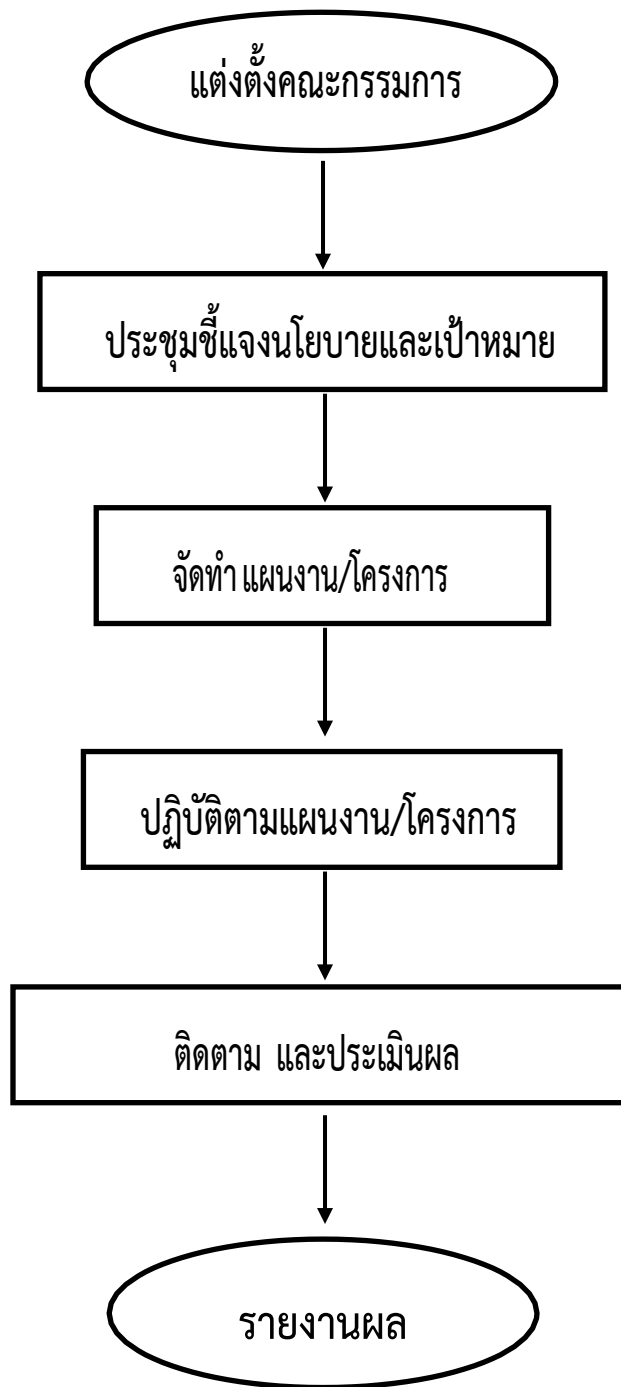 แต่งตั้งคณะกรรมการ
ประชุมชี้แจงนโยบายและเป้าหมาย
จัดทำ แผนงาน/โครงการ
ปฏิบัติตามแผนงาน/โครงการ
ติดตาม และประเมินผล
รายงานผล